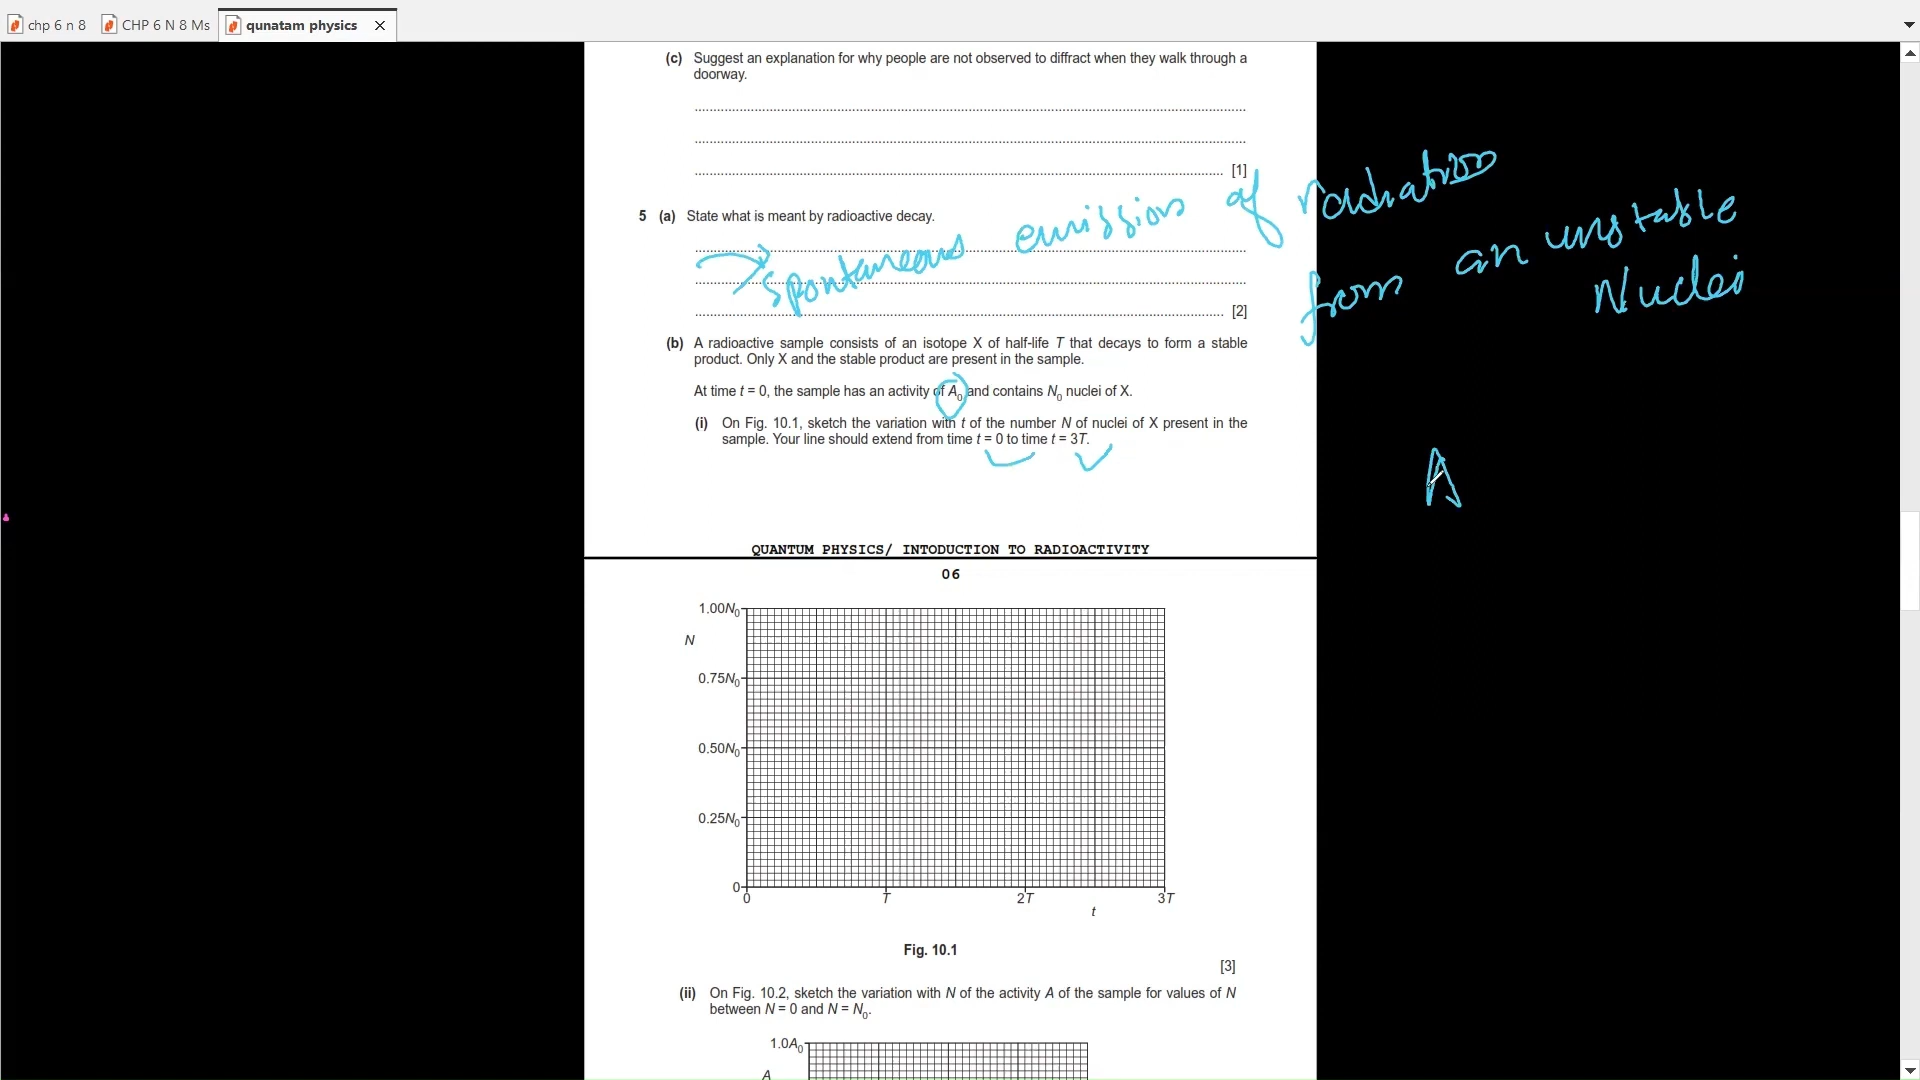 chp 6 n 8 CHP 6 N 8 Ms qunatam physics
(c) Suggest an explanation for why people are not observed to diffract when they walk through a
doorway.
[1]
5 (a) State what is meant by radioactive decay.
spontaneous emission of radiation
from an unstable
Nuclei
[2]
(b) A radioactive sample consists of an isotope X of half-life T that decays to form a stable
product. Only X and the stable product are present in the sample.
At time t = 0, the sample has an activity of A₀ and contains N₀ nuclei of X.
(i) On Fig. 10.1, sketch the variation with t of the number N of nuclei of X present in the
sample. Your line should extend from time t = 0 to time t = 3T.
A
QUANTUM PHYSICS/ INTODUCTION TO RADIOACTIVITY
06
1.00N₀
N
0.75N₀
0.50N₀
0.25N₀
0
0 T 2T 3T
t
Fig. 10.1
[3]
(ii) On Fig. 10.2, sketch the variation with N of the activity A of the sample for values of N
between N = 0 and N = N₀.
1.0A₀
A